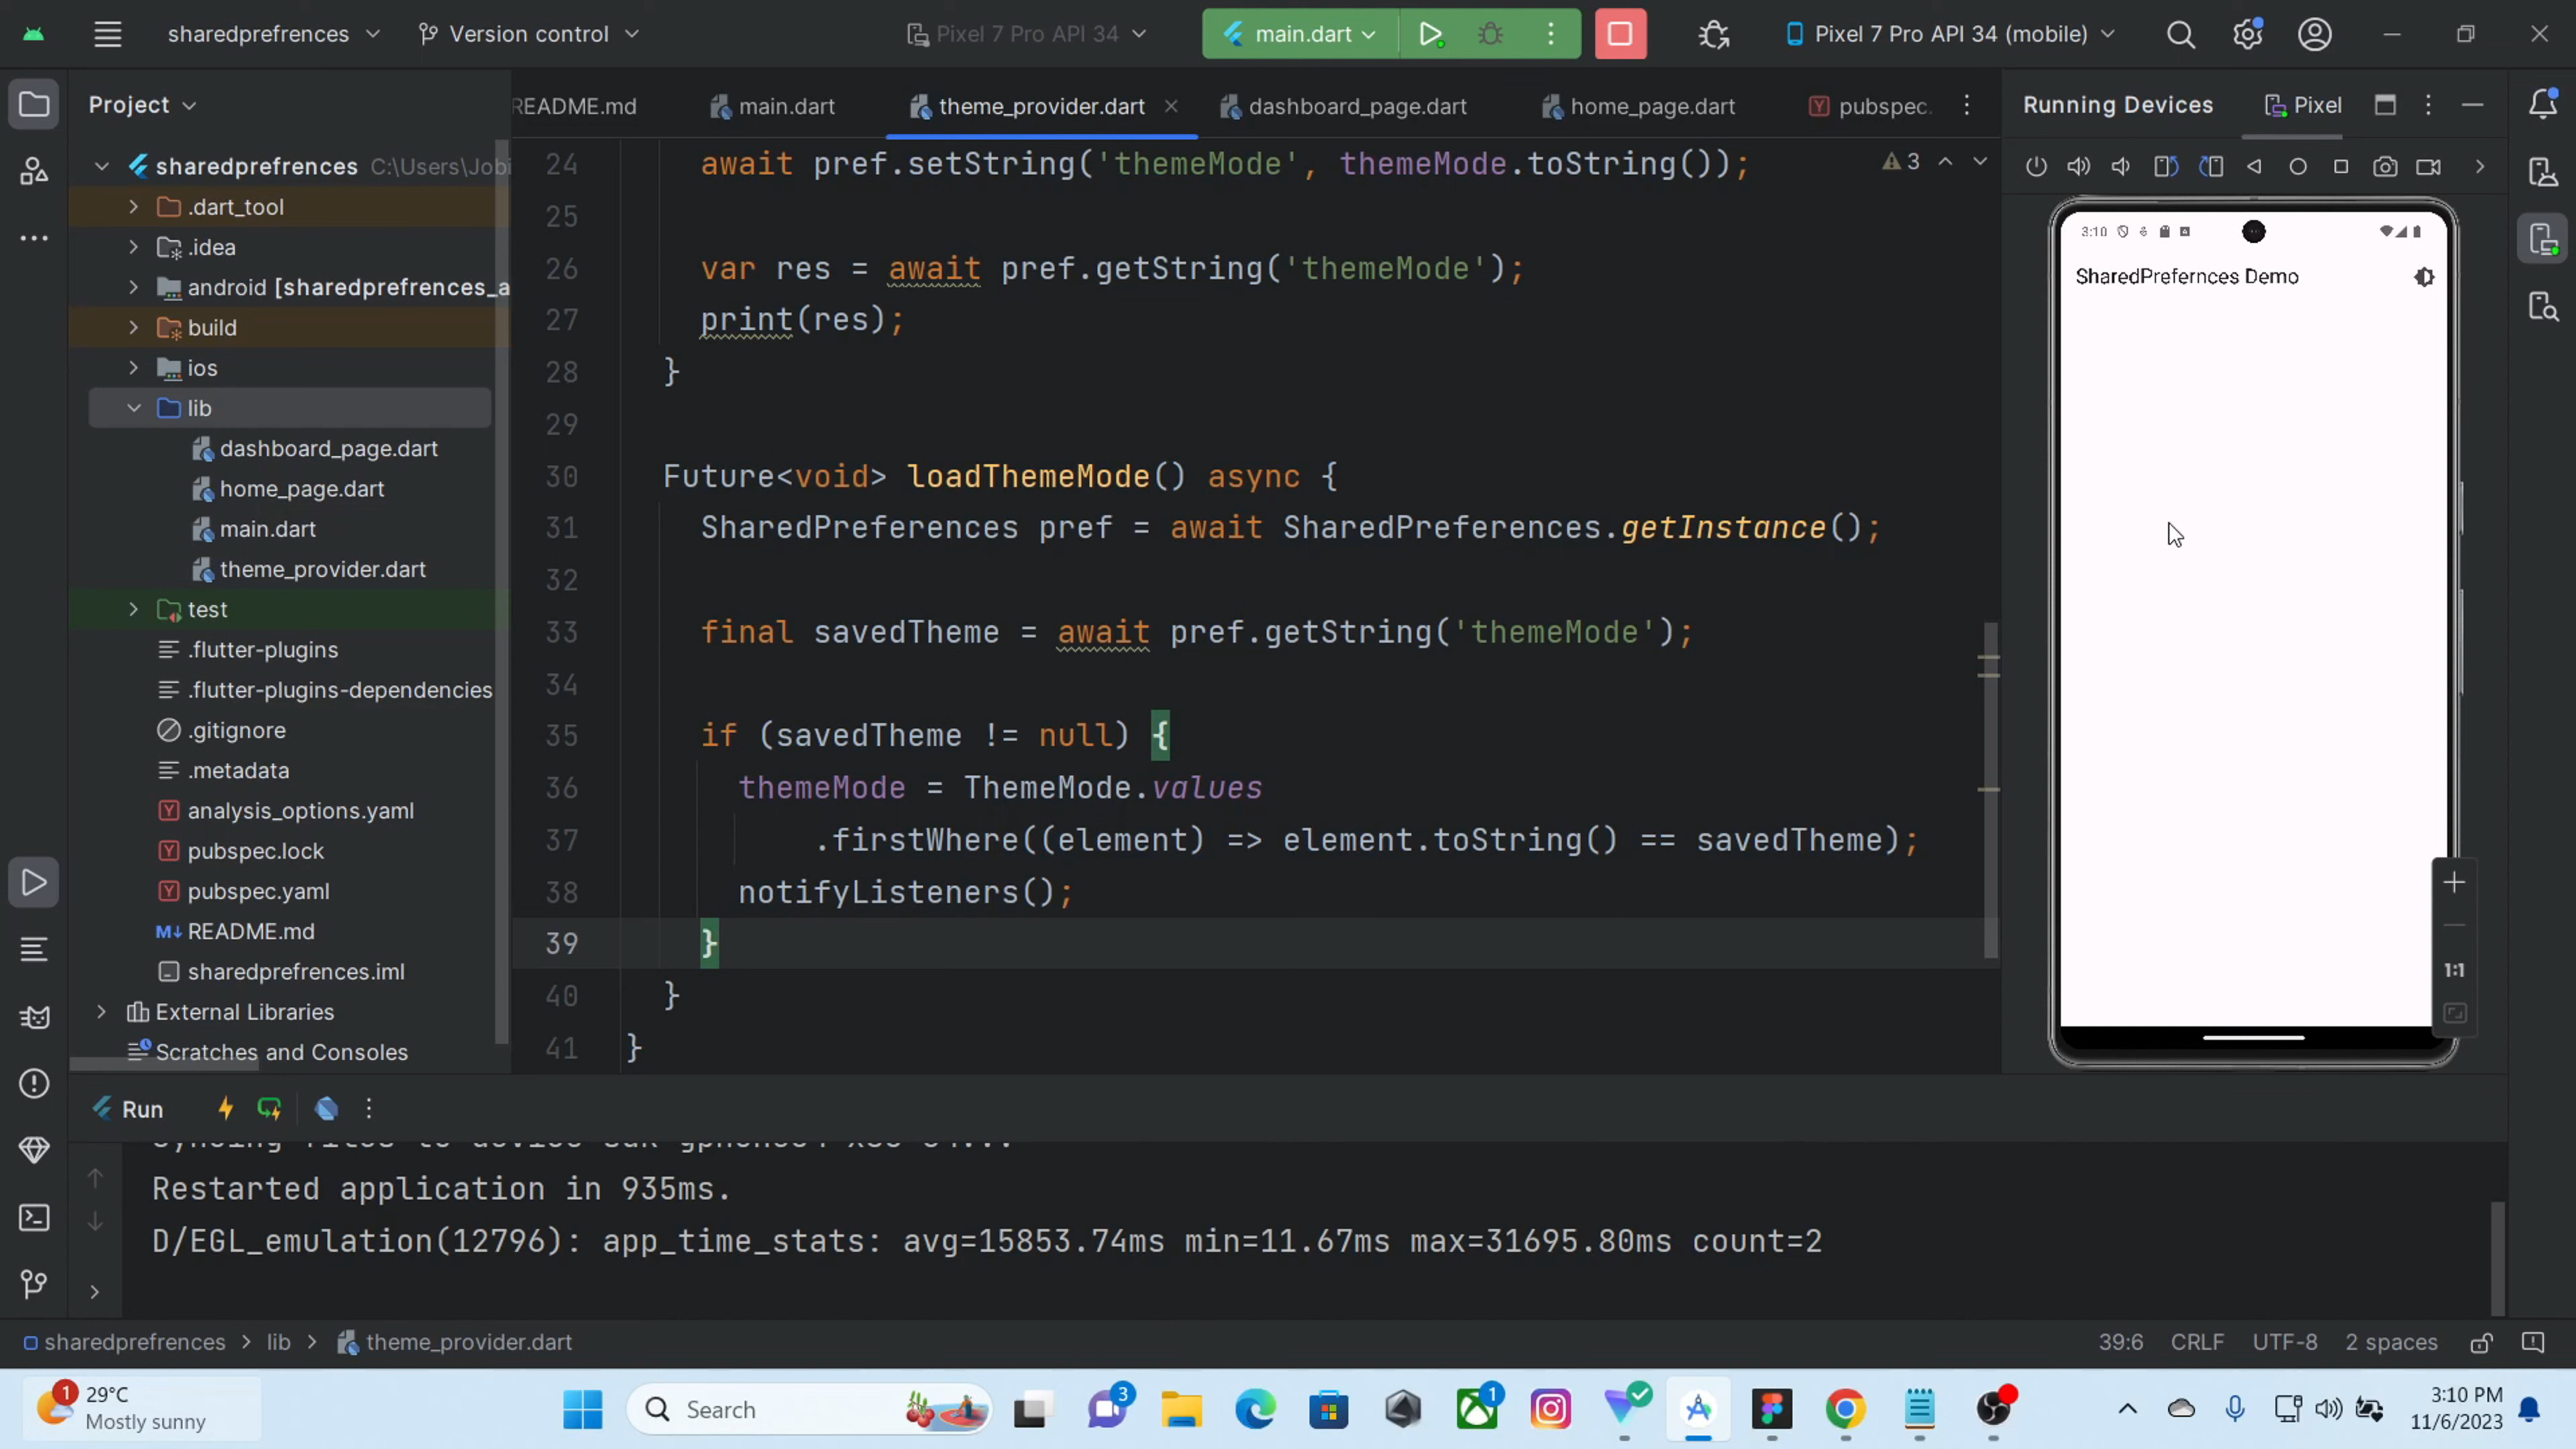 sharedprefrences
Version control
Pixel 7 Pro API 34
main.dart
Pixel 7 Pro API 34 (mobile)
Project
README.md
main.dart
theme_provider.dart
dashboard_page.dart
home_page.dart
pubspec.
Running Devices
Pixel
sharedprefrences C:\Users\Jobi
.dart_tool
.idea
android [sharedprefrences_a
build
ios
lib
dashboard_page.dart
home_page.dart
main.dart
theme_provider.dart
test
.flutter-plugins
.flutter-plugins-dependencies
.gitignore
.metadata
analysis_options.yaml
pubspec.lock
pubspec.yaml
README.md
sharedprefrences.iml
External Libraries
Scratches and Consoles
24 await pref.setString('themeMode', themeMode.toString());
3
25
26 var res = await pref.getString('themeMode');
27 print(res);
28 }
29
30 Future<void> loadThemeMode() async {
31 SharedPreferences pref = await SharedPreferences.getInstance();
32
33 final savedTheme = await pref.getString('themeMode');
34
35 if (savedTheme != null) {
36 themeMode = ThemeMode.values
37 .firstWhere((element) => element.toString() == savedTheme);
38 notifyListeners();
39 }
40 }
41 }
3:10
SharedPrefernces Demo
1:1
Run
Restarted application in 935ms.
D/EGL_emulation(12796): app_time_stats: avg=15853.74ms min=11.67ms max=31695.80ms count=2
sharedprefrences > lib > theme_provider.dart
39:6 CRLF UTF-8 2 spaces
1
29°C
Mostly sunny
Search
3
1
3:10 PM
11/6/2023